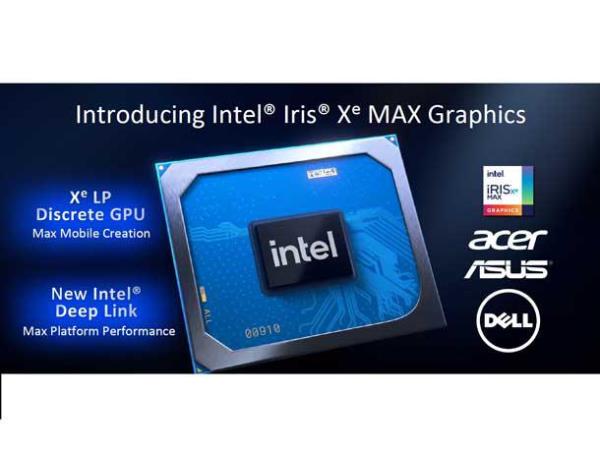 Introducing Intel® Iris® Xᵉ MAX Graphics
Xᵉ LP
Discrete GPU
Max Mobile Creation
New Intel®
Deep Link
Max Platform Performance
intel
00910
intel
iRIS Xᵉ
MAX
GRAPHICS
acer
ASUS
DELL